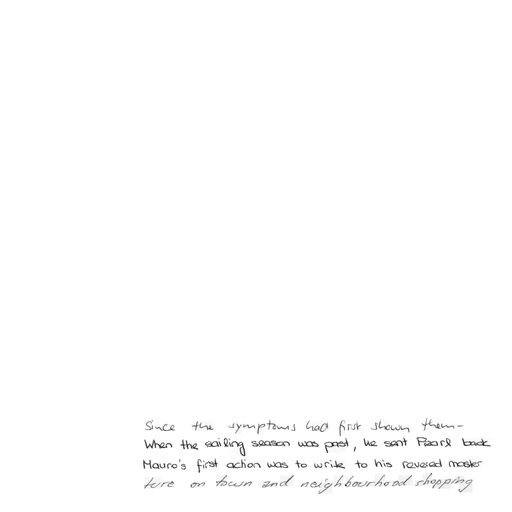 Since the symptoms had first shown them-
When the sailing season was past, he sent Pearl back
Mauro's first action was to write to his revered master
ture on town and neighbourhood shopping